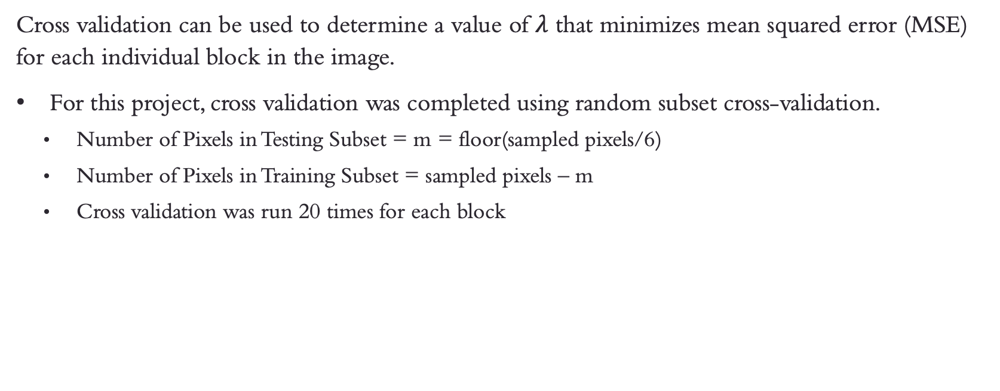 Cross validation can be used to determine a value of λ that minimizes mean squared error (MSE)
for each individual block in the image.
• For this project, cross validation was completed using random subset cross-validation.
• Number of Pixels in Testing Subset = m = floor(sampled pixels/6)
• Number of Pixels in Training Subset = sampled pixels – m
• Cross validation was run 20 times for each block